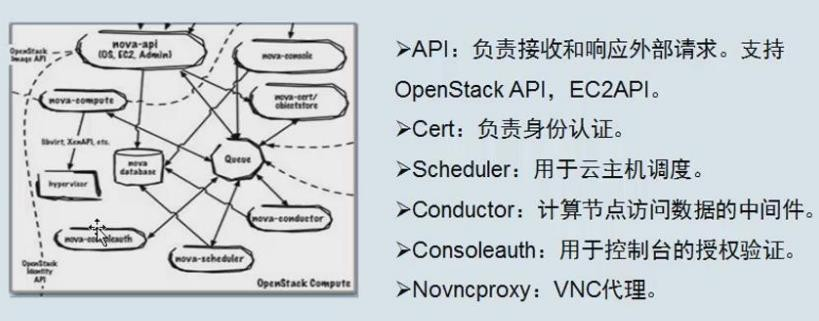 OpenStack
Image API
nova-api
(OS, EC2, Admin)
nova-console
nova-compute
nova-cert/
objectstore
libvirt, XenAPI, etc.
nova
database
Queue
hypervisor
nova-conductor
nova-consoleauth
nova-scheduler
OpenStack
Identity
API
OpenStack Compute
➢API：负责接收和响应外部请求。支持
OpenStack API，EC2API。
➢Cert：负责身份认证。
➢Scheduler：用于云主机调度。
➢Conductor：计算节点访问数据的中间件。
➢Consoleauth：用于控制台的授权验证。
➢Novncproxy：VNC代理。